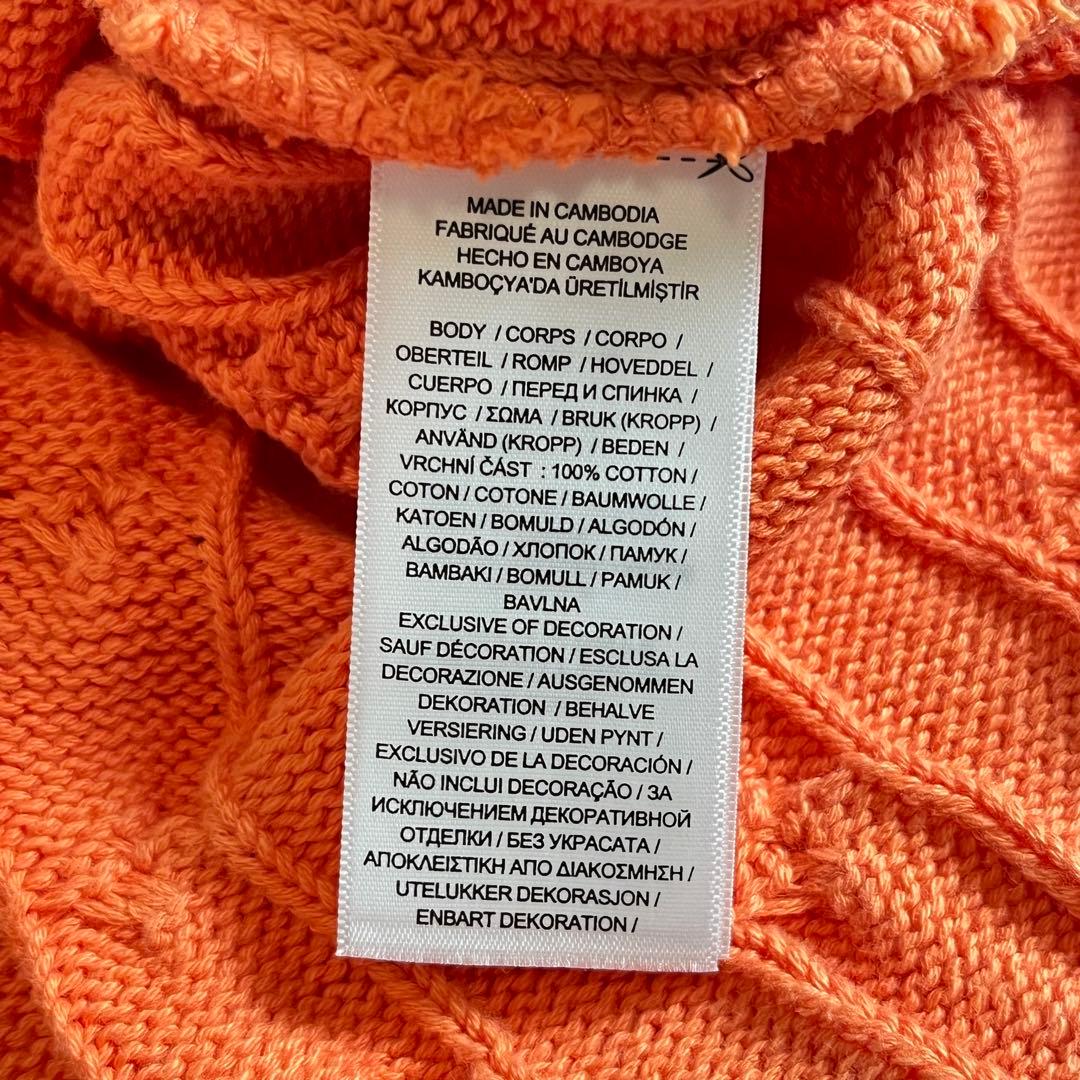 MADE IN CAMBODIA
FABRIQUÉ AU CAMBODGE
HECHO EN CAMBOYA
KAMBOÇYA'DA ÜRETİLMİŞTİR
BODY / CORPS / CORPO /
OBERTEIL / ROMP / HOVEDDEL /
CUERPO / ПЕРЕД И СПИНКА /
КОРПУС / ΣΩΜΑ / BRUK (KROPP) /
ANVÄND (KROPP) / BEDEN /
VRCHNÍ ČÁST : 100% COTTON /
COTON / COTONE / BAUMWOLLE /
KATOEN / BOMULD / ALGODÓN /
ALGODÃO / ХЛОПОК / ПАМУК /
BAMBAKI / BOMULL / PAMUK /
BAVLNA
EXCLUSIVE OF DECORATION /
SAUF DÉCORATION / ESCLUSA LA
DECORAZIONE / AUSGENOMMEN
DEKORATION / BEHALVE
VERSIERING / UDEN PYNT /
EXCLUSIVO DE LA DECORACIÓN /
NÃO INCLUI DECORAÇÃO / ЗА
ИСКЛЮЧЕНИЕМ ДЕКОРАТИВНОЙ
ОТДЕЛКИ / БЕЗ УКРАСАТА /
ΑΠΟΚΛΕΙΣΤΙΚΗ ΑΠΟ ΔΙΑΚΟΣΜΗΣΗ /
UTELUKKER DEKORASJON /
ENBART DEKORATION /